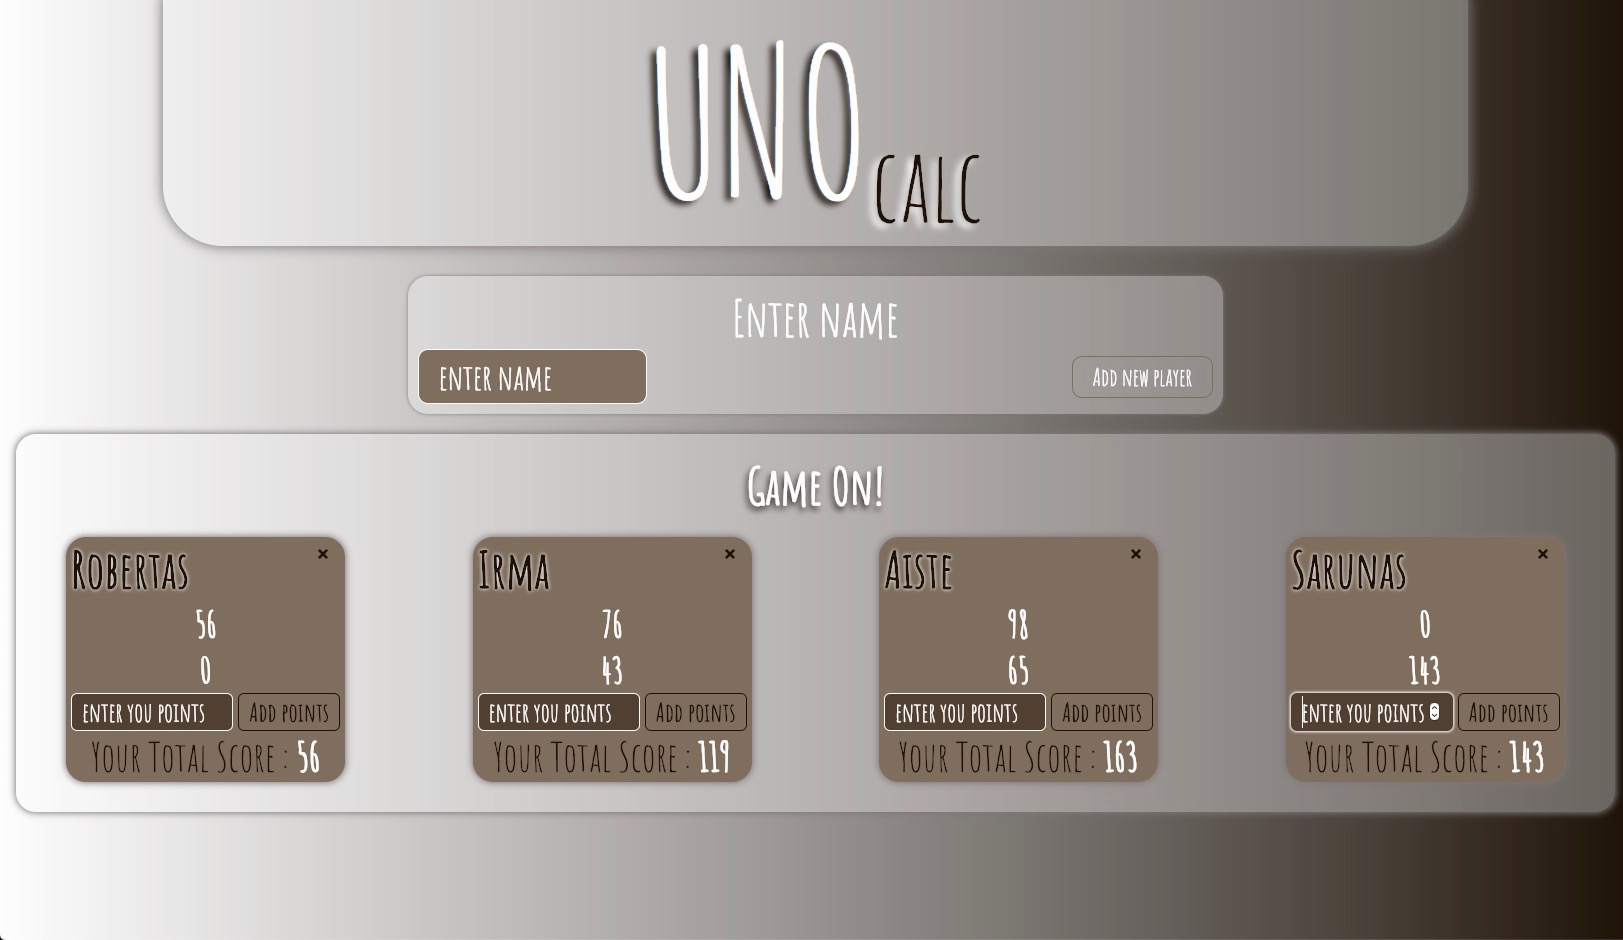 UNO CALC
Enter name
ENTER NAME
Add new player
Game On!
Robertas
×
56
0
ENTER YOU POINTS
Add points
Your Total Score : 56
Irma
×
76
43
ENTER YOU POINTS
Add points
Your Total Score : 119
Aiste
×
98
65
ENTER YOU POINTS
Add points
Your Total Score : 163
Sarunas
×
0
143
ENTER YOU POINTS
Add points
Your Total Score : 143